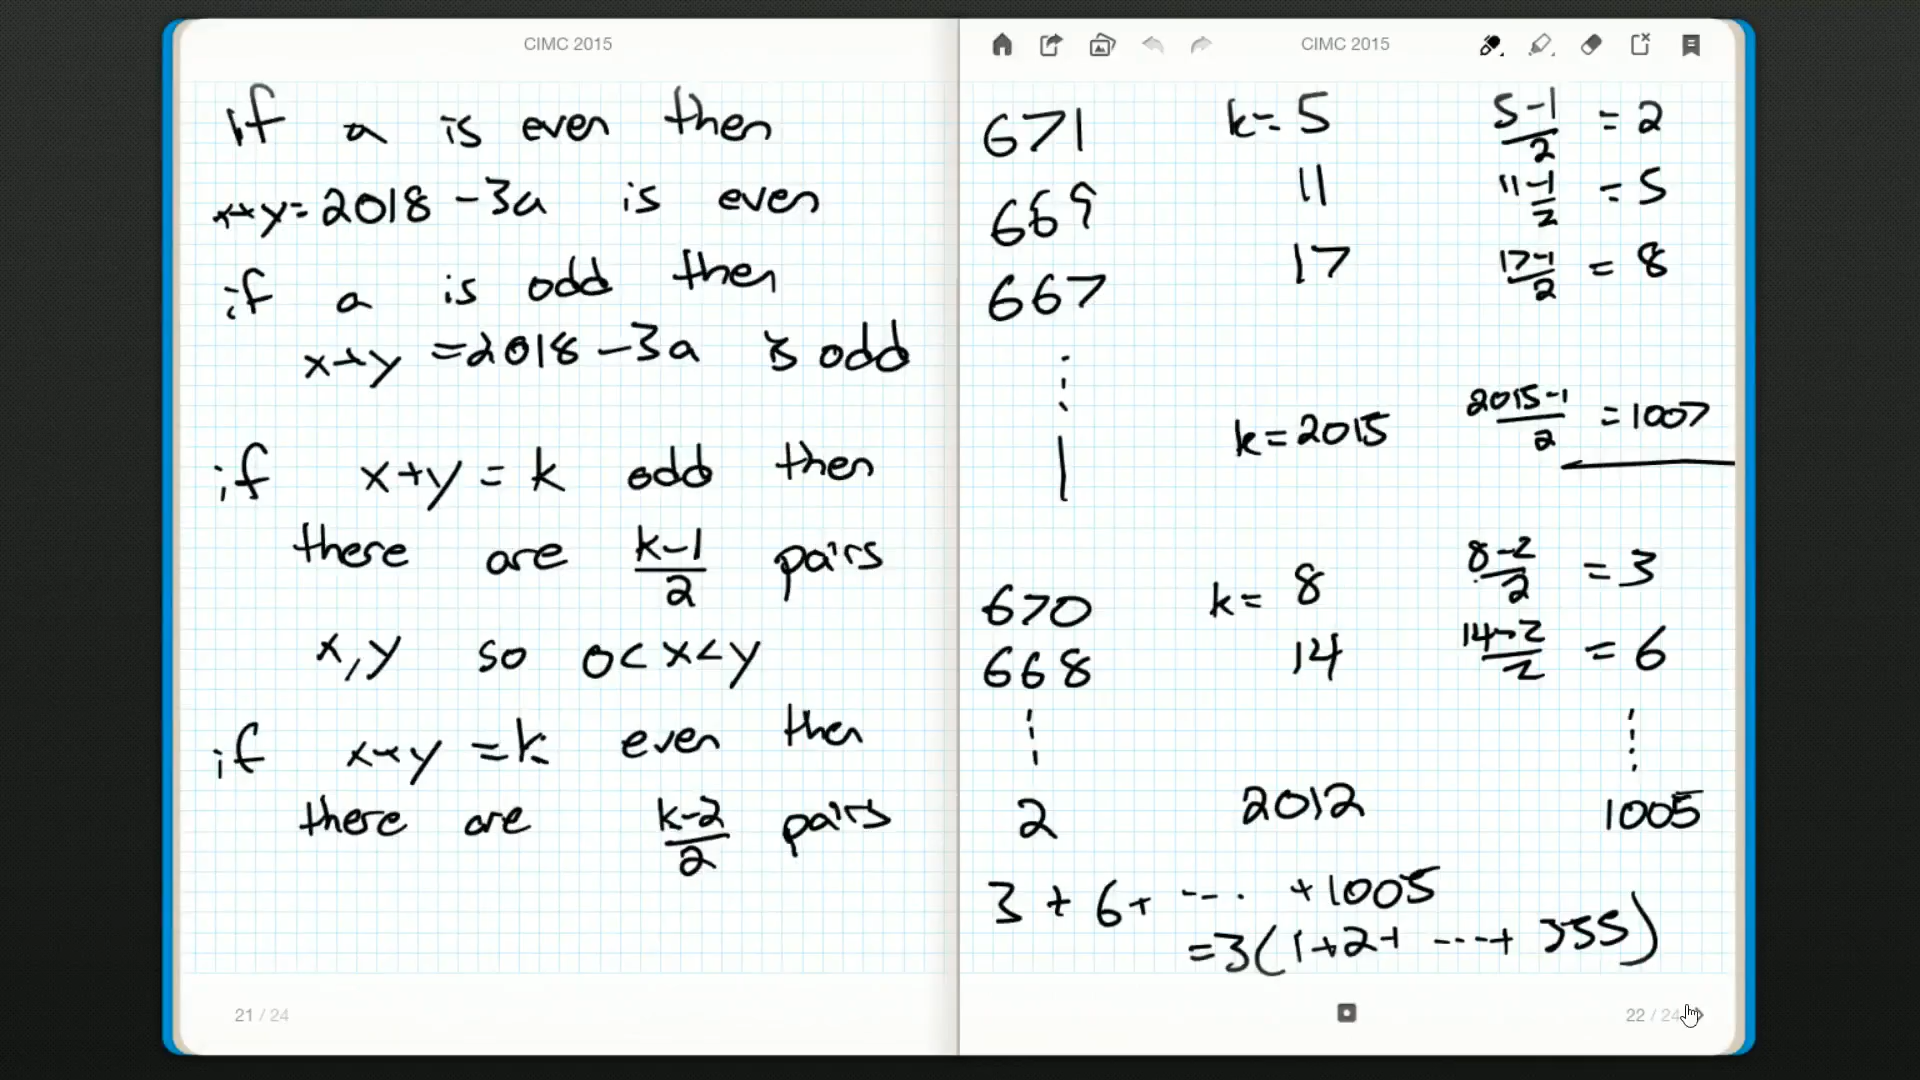 CIMC 2015
if a is even then
x+y=2018-3a is even
if a is odd then
x+y=2018-3a is odd
if x+y=k odd then
there are (k-1)/2 pairs
x,y so 0<x<y
if x+y=k even then
there are (k-2)/2 pairs
21 / 24
CIMC 2015
671 k=5 (5-1)/2 = 2
669 11 (11-1)/2 = 5
667 17 (17-1)/2 = 8
⋮
1 k=2015 (2015-1)/2 = 1007
670 k=8 (8-2)/2 = 3
668 14 (14-2)/2 = 6
⋮ ⋮
2 2012 1005
3 + 6 + ... + 1005
=3(1+2+ ... + 355)
22 / 24